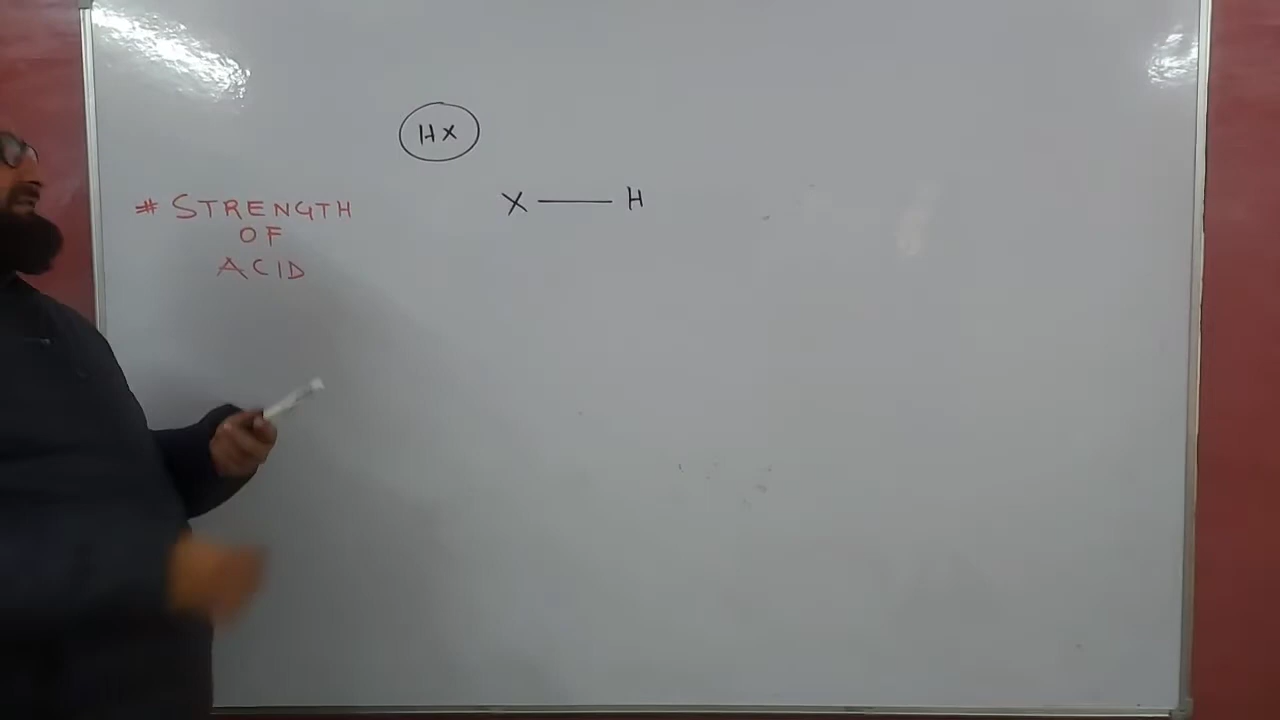 HX
X — H
# STRENGTH
OF
ACID